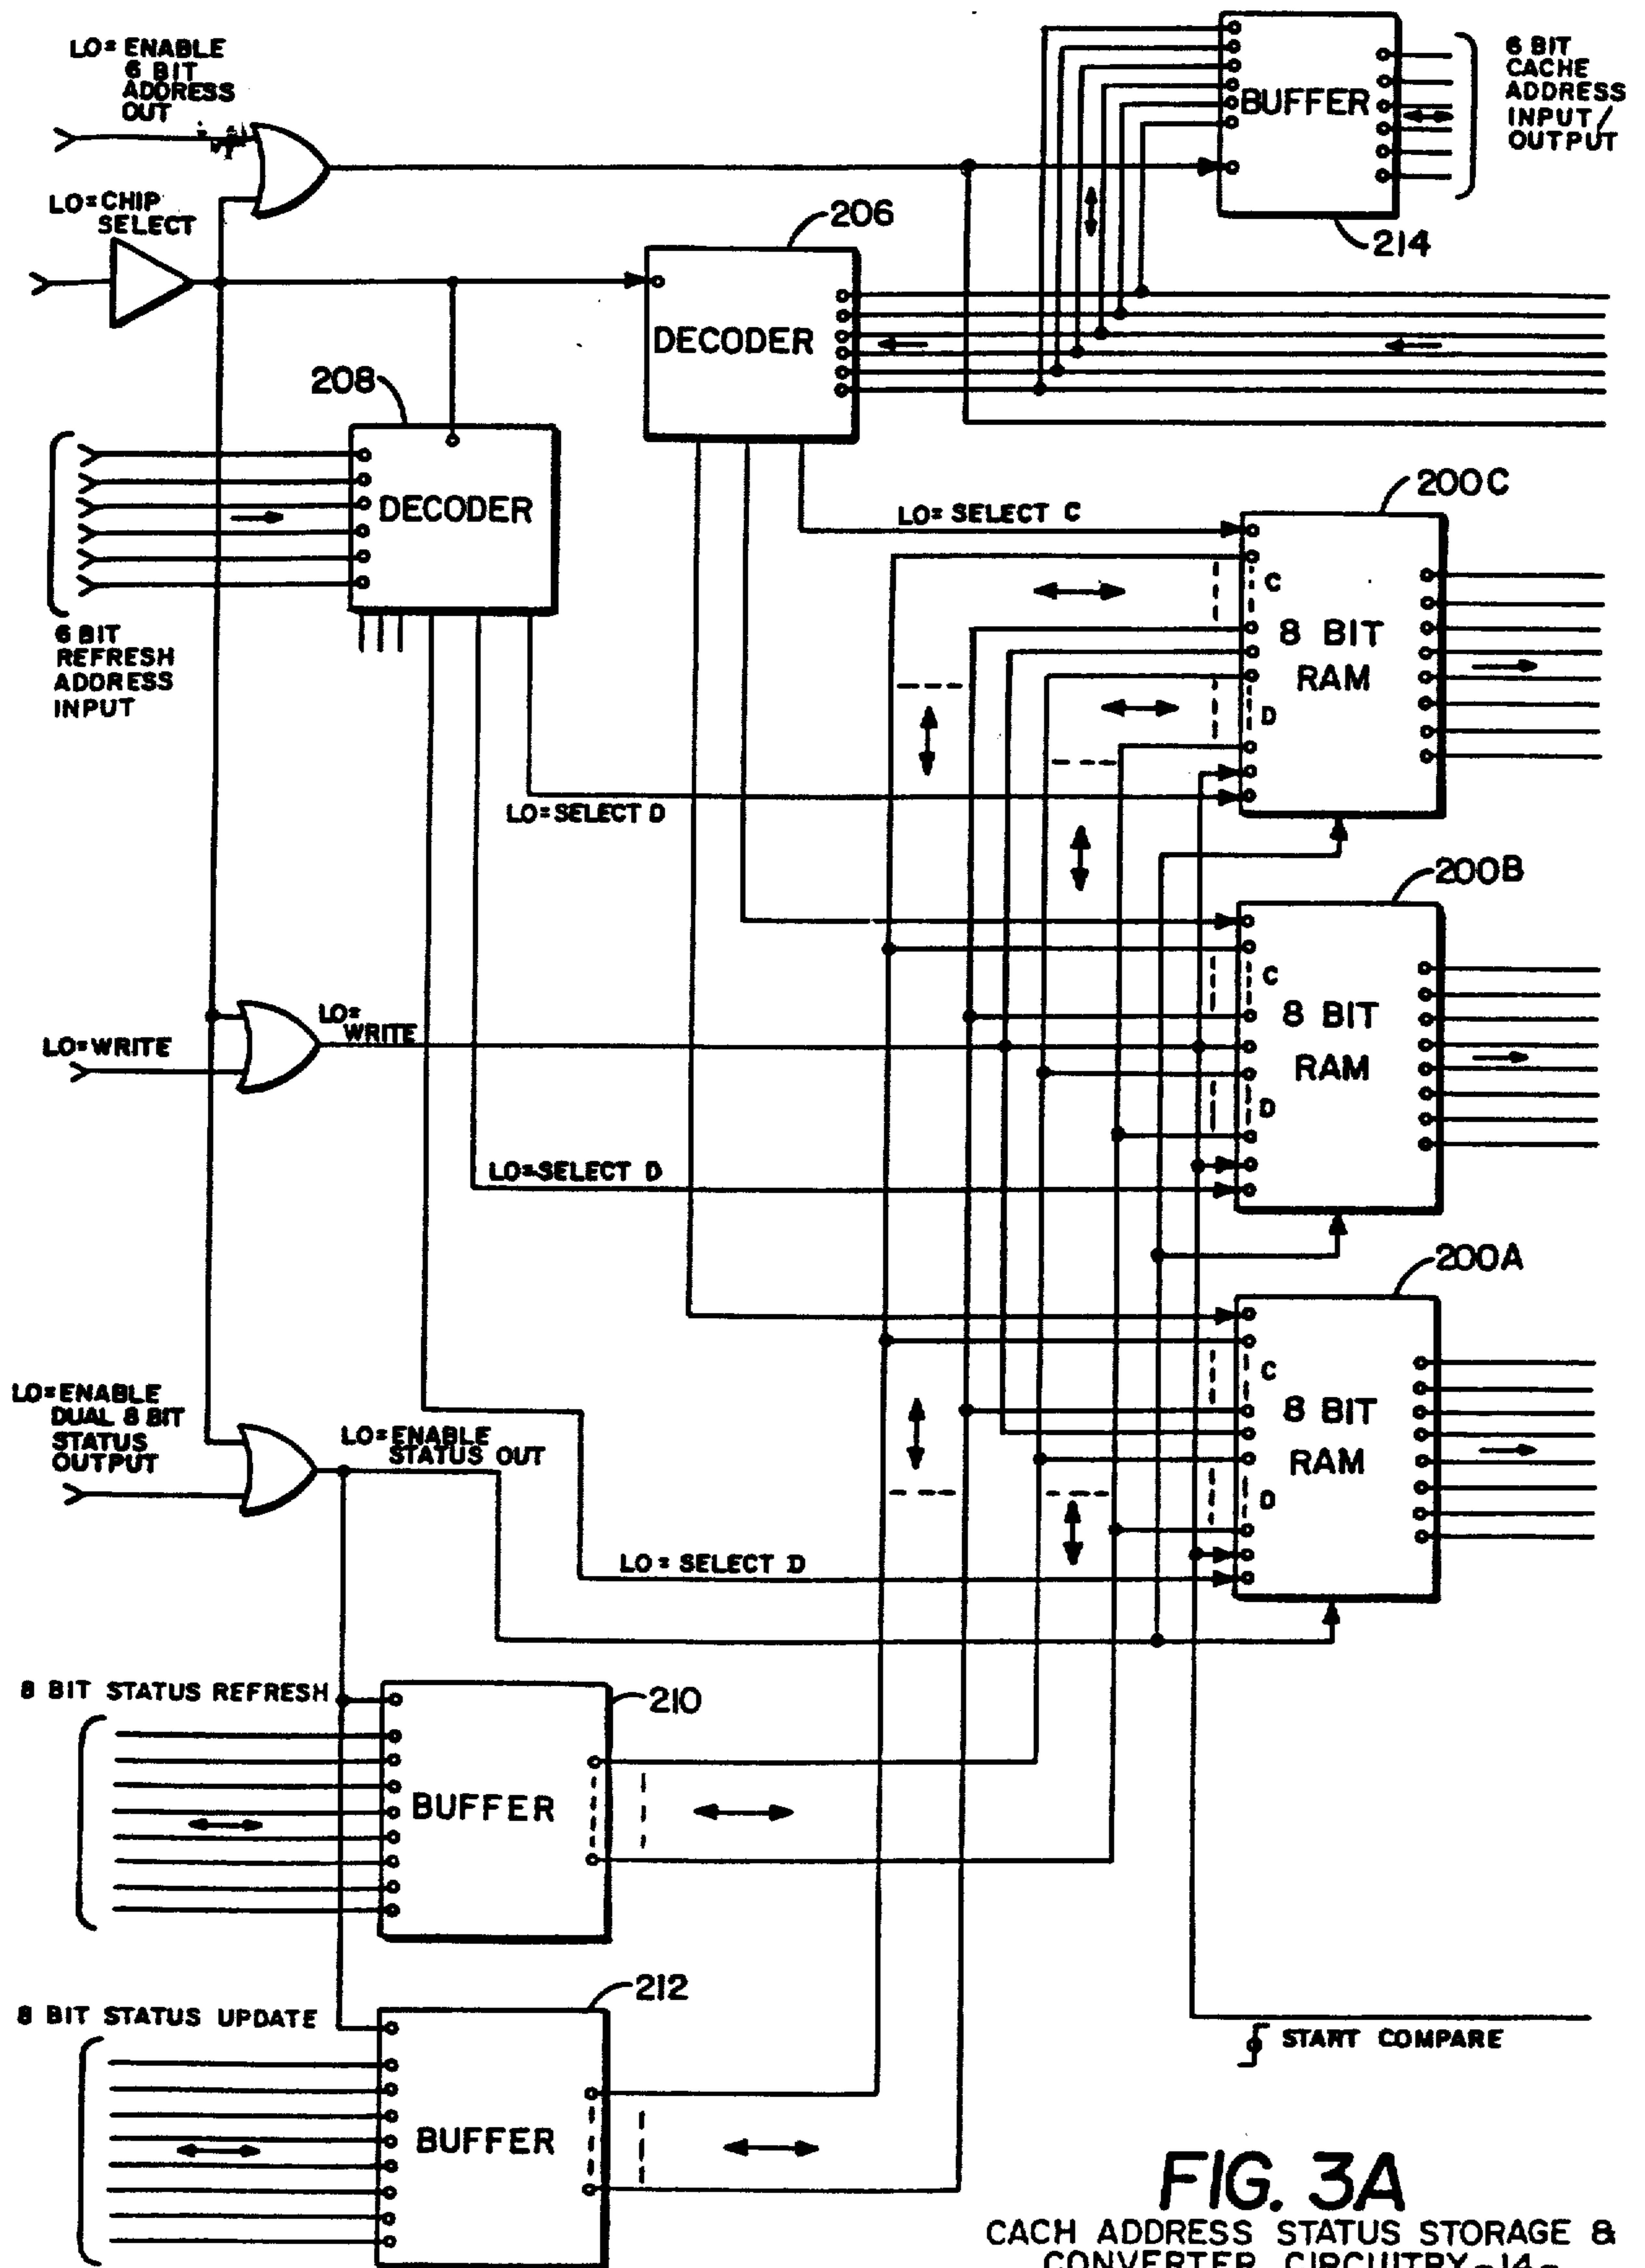 LO= ENABLE
6 BIT
ADDRESS
OUT
6 BIT
CACHE
ADDRESS
INPUT/
OUTPUT
BUFFER
214
LO=CHIP
SELECT
206
DECODER
208
DECODER
6 BIT
REFRESH
ADDRESS
INPUT
200C
LO= SELECT C
C
8 BIT
RAM
D
LO=SELECT D
200B
C
8 BIT
RAM
D
LO=WRITE
LO=
WRITE
LO=SELECT D
200A
C
8 BIT
RAM
D
LO=ENABLE
DUAL 8 BIT
STATUS
OUTPUT
LO=ENABLE
STATUS OUT
LO= SELECT D
8 BIT STATUS REFRESH
210
BUFFER
212
8 BIT STATUS UPDATE
BUFFER
START COMPARE
FIG. 3A
CACH ADDRESS STATUS STORAGE &
CONVERTER CIRCUITRY-14-